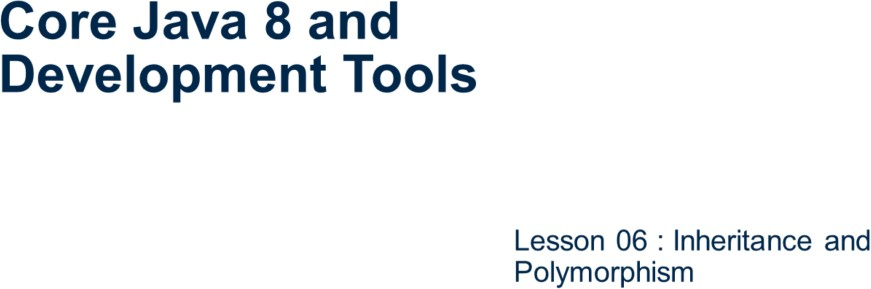 Core Java 8 and
Development Tools
Lesson 06 : Inheritance and
Polymorphism